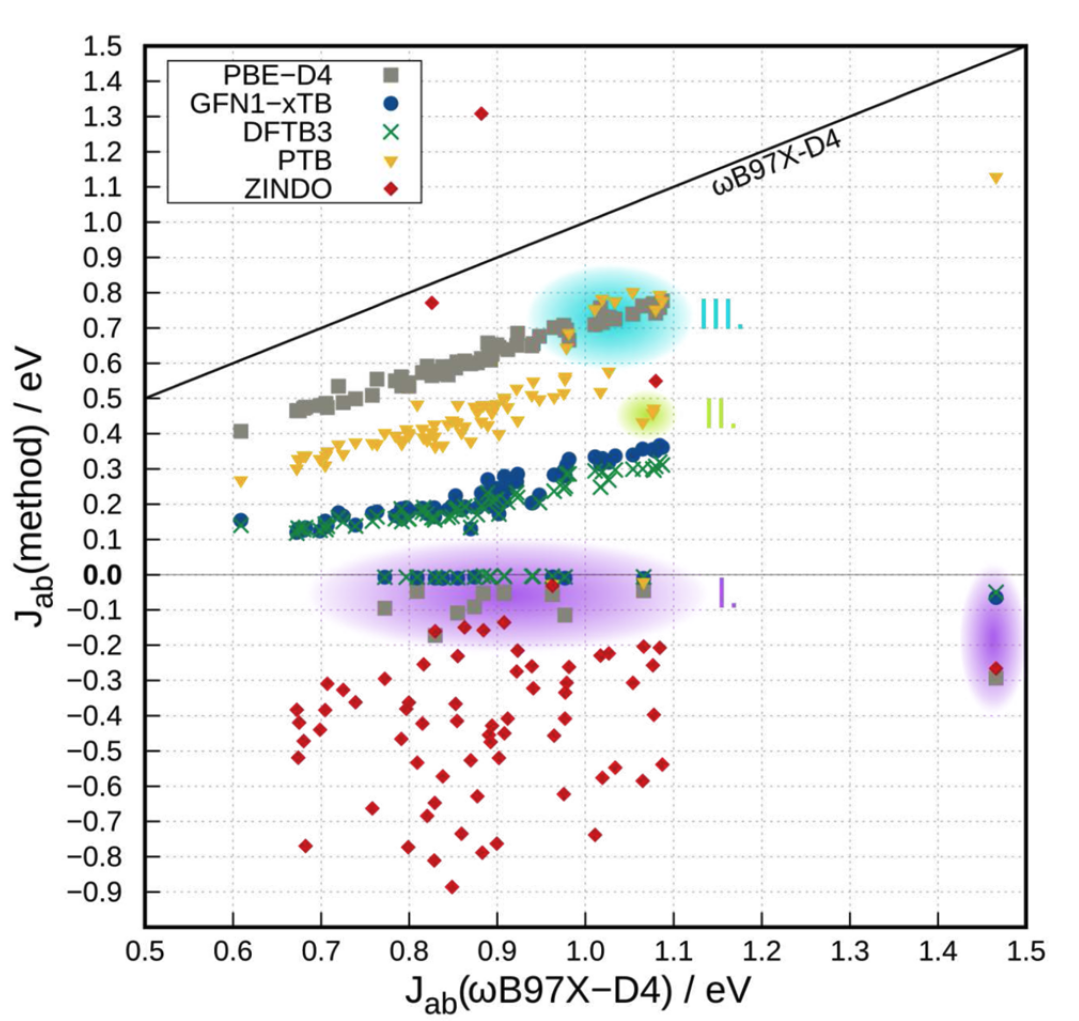 1.5
1.4
1.3
1.2
1.1
1.0
0.9
0.8
0.7
0.6
0.5
0.4
0.3
0.2
0.1
0.0
−0.1
−0.2
−0.3
−0.4
−0.5
−0.6
−0.7
−0.8
−0.9
J_ab(method) / eV
PBE−D4
GFN1−xTB
DFTB3
PTB
ZINDO
ωB97X-D4
III.
II.
I.
0.5 0.6 0.7 0.8 0.9 1.0 1.1 1.2 1.3 1.4 1.5
J_ab(ωB97X−D4) / eV